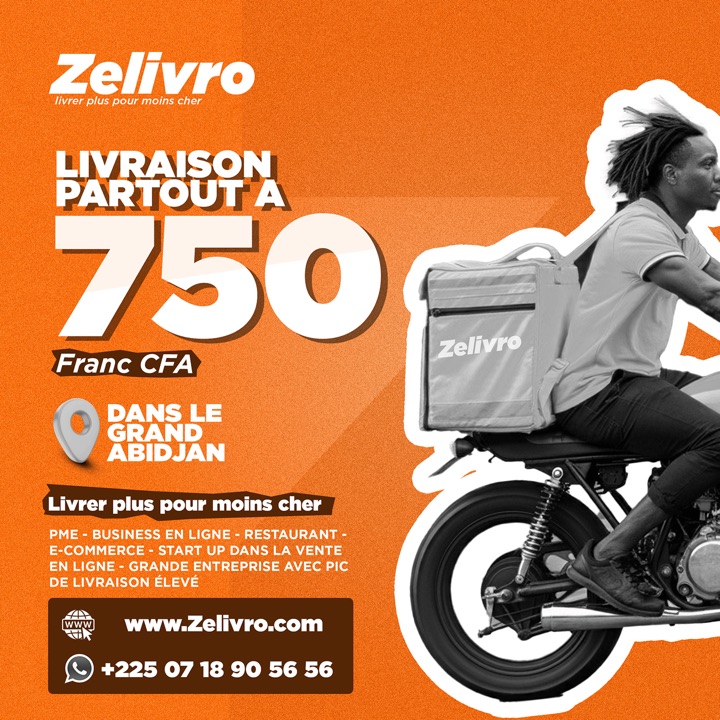 Zelivro
livrer plus pour moins cher
LIVRAISON
PARTOUT A
750
Franc CFA
Zelivro
DANS LE
GRAND
ABIDJAN
Livrer plus pour moins cher
PME - BUSINESS EN LIGNE - RESTAURANT -
E-COMMERCE - START UP DANS LA VENTE
EN LIGNE - GRANDE ENTREPRISE AVEC PIC
DE LIVRAISON ÉLEVÉ
WWW
www.Zelivro.com
+225 07 18 90 56 56